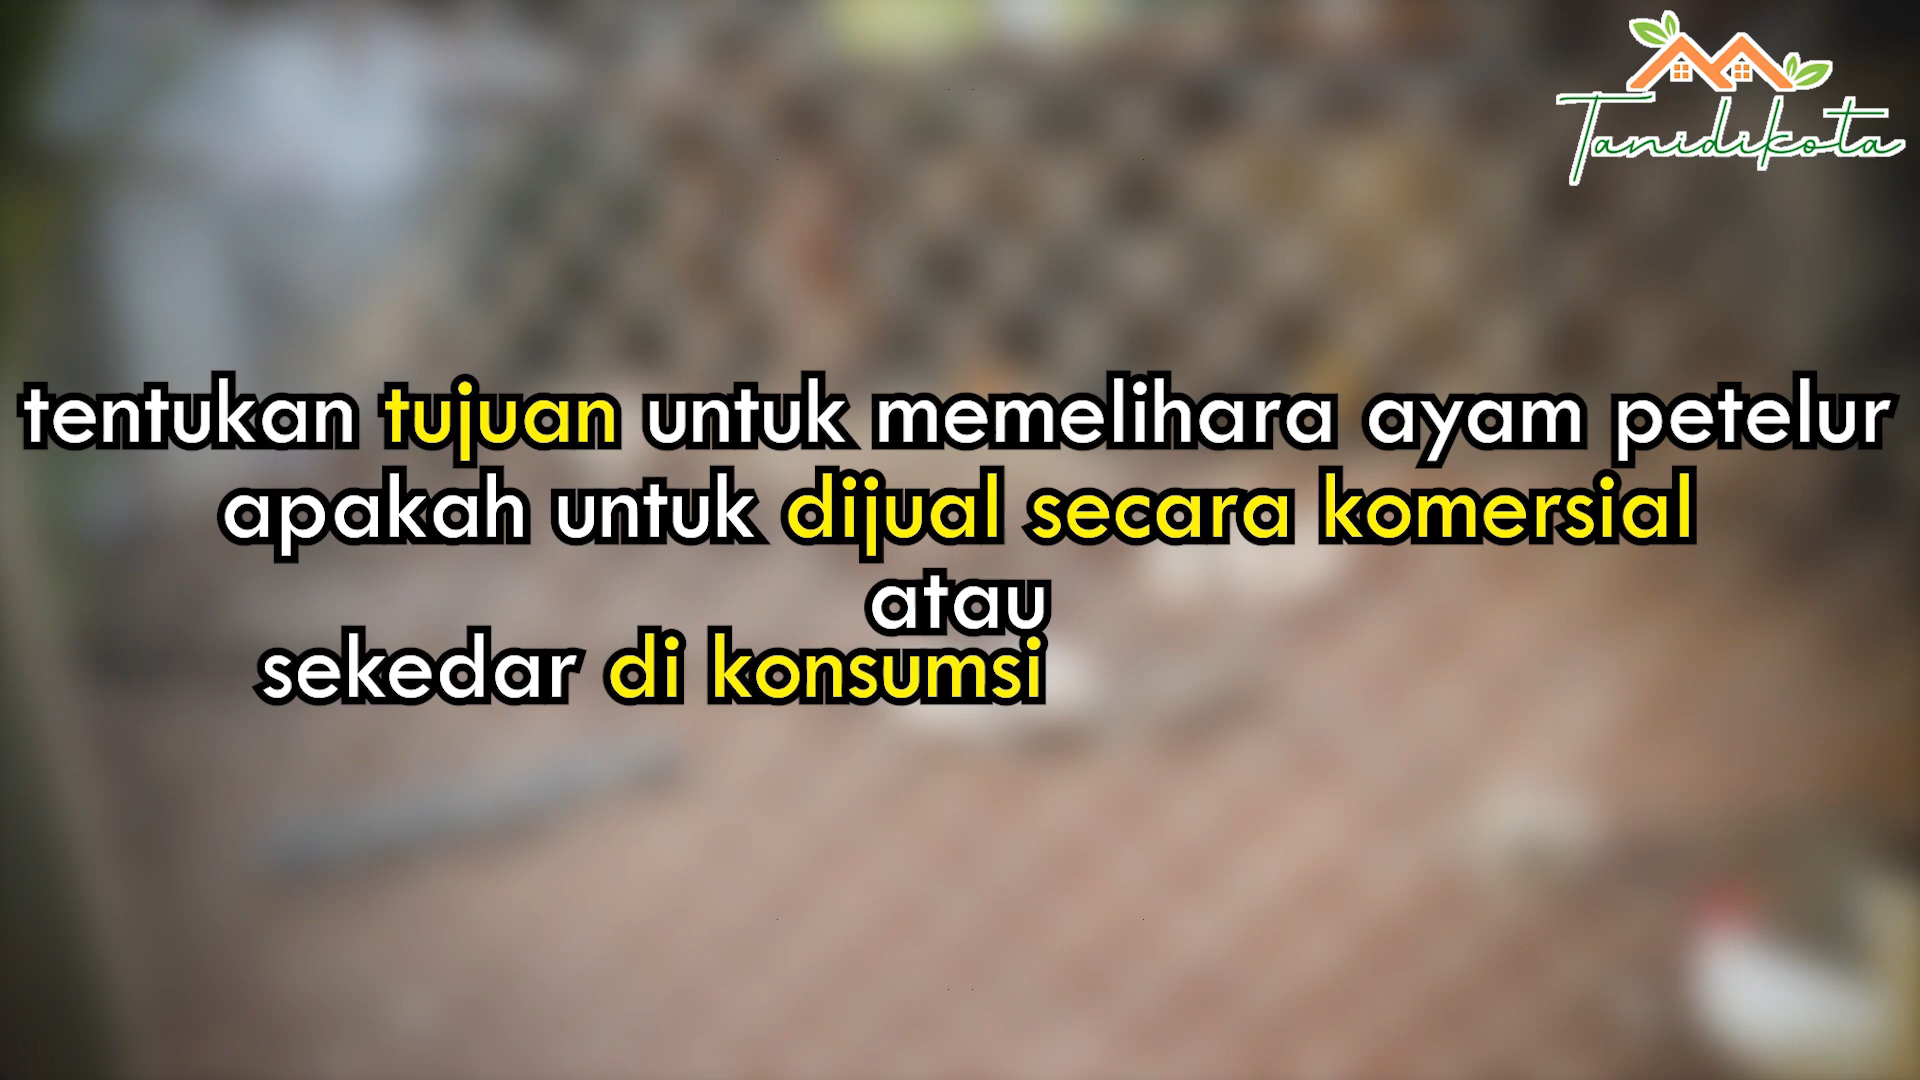 Tanidikota
tentukan tujuan untuk memelihara ayam petelur
apakah untuk dijual secara komersial
atau
sekedar di konsumsi